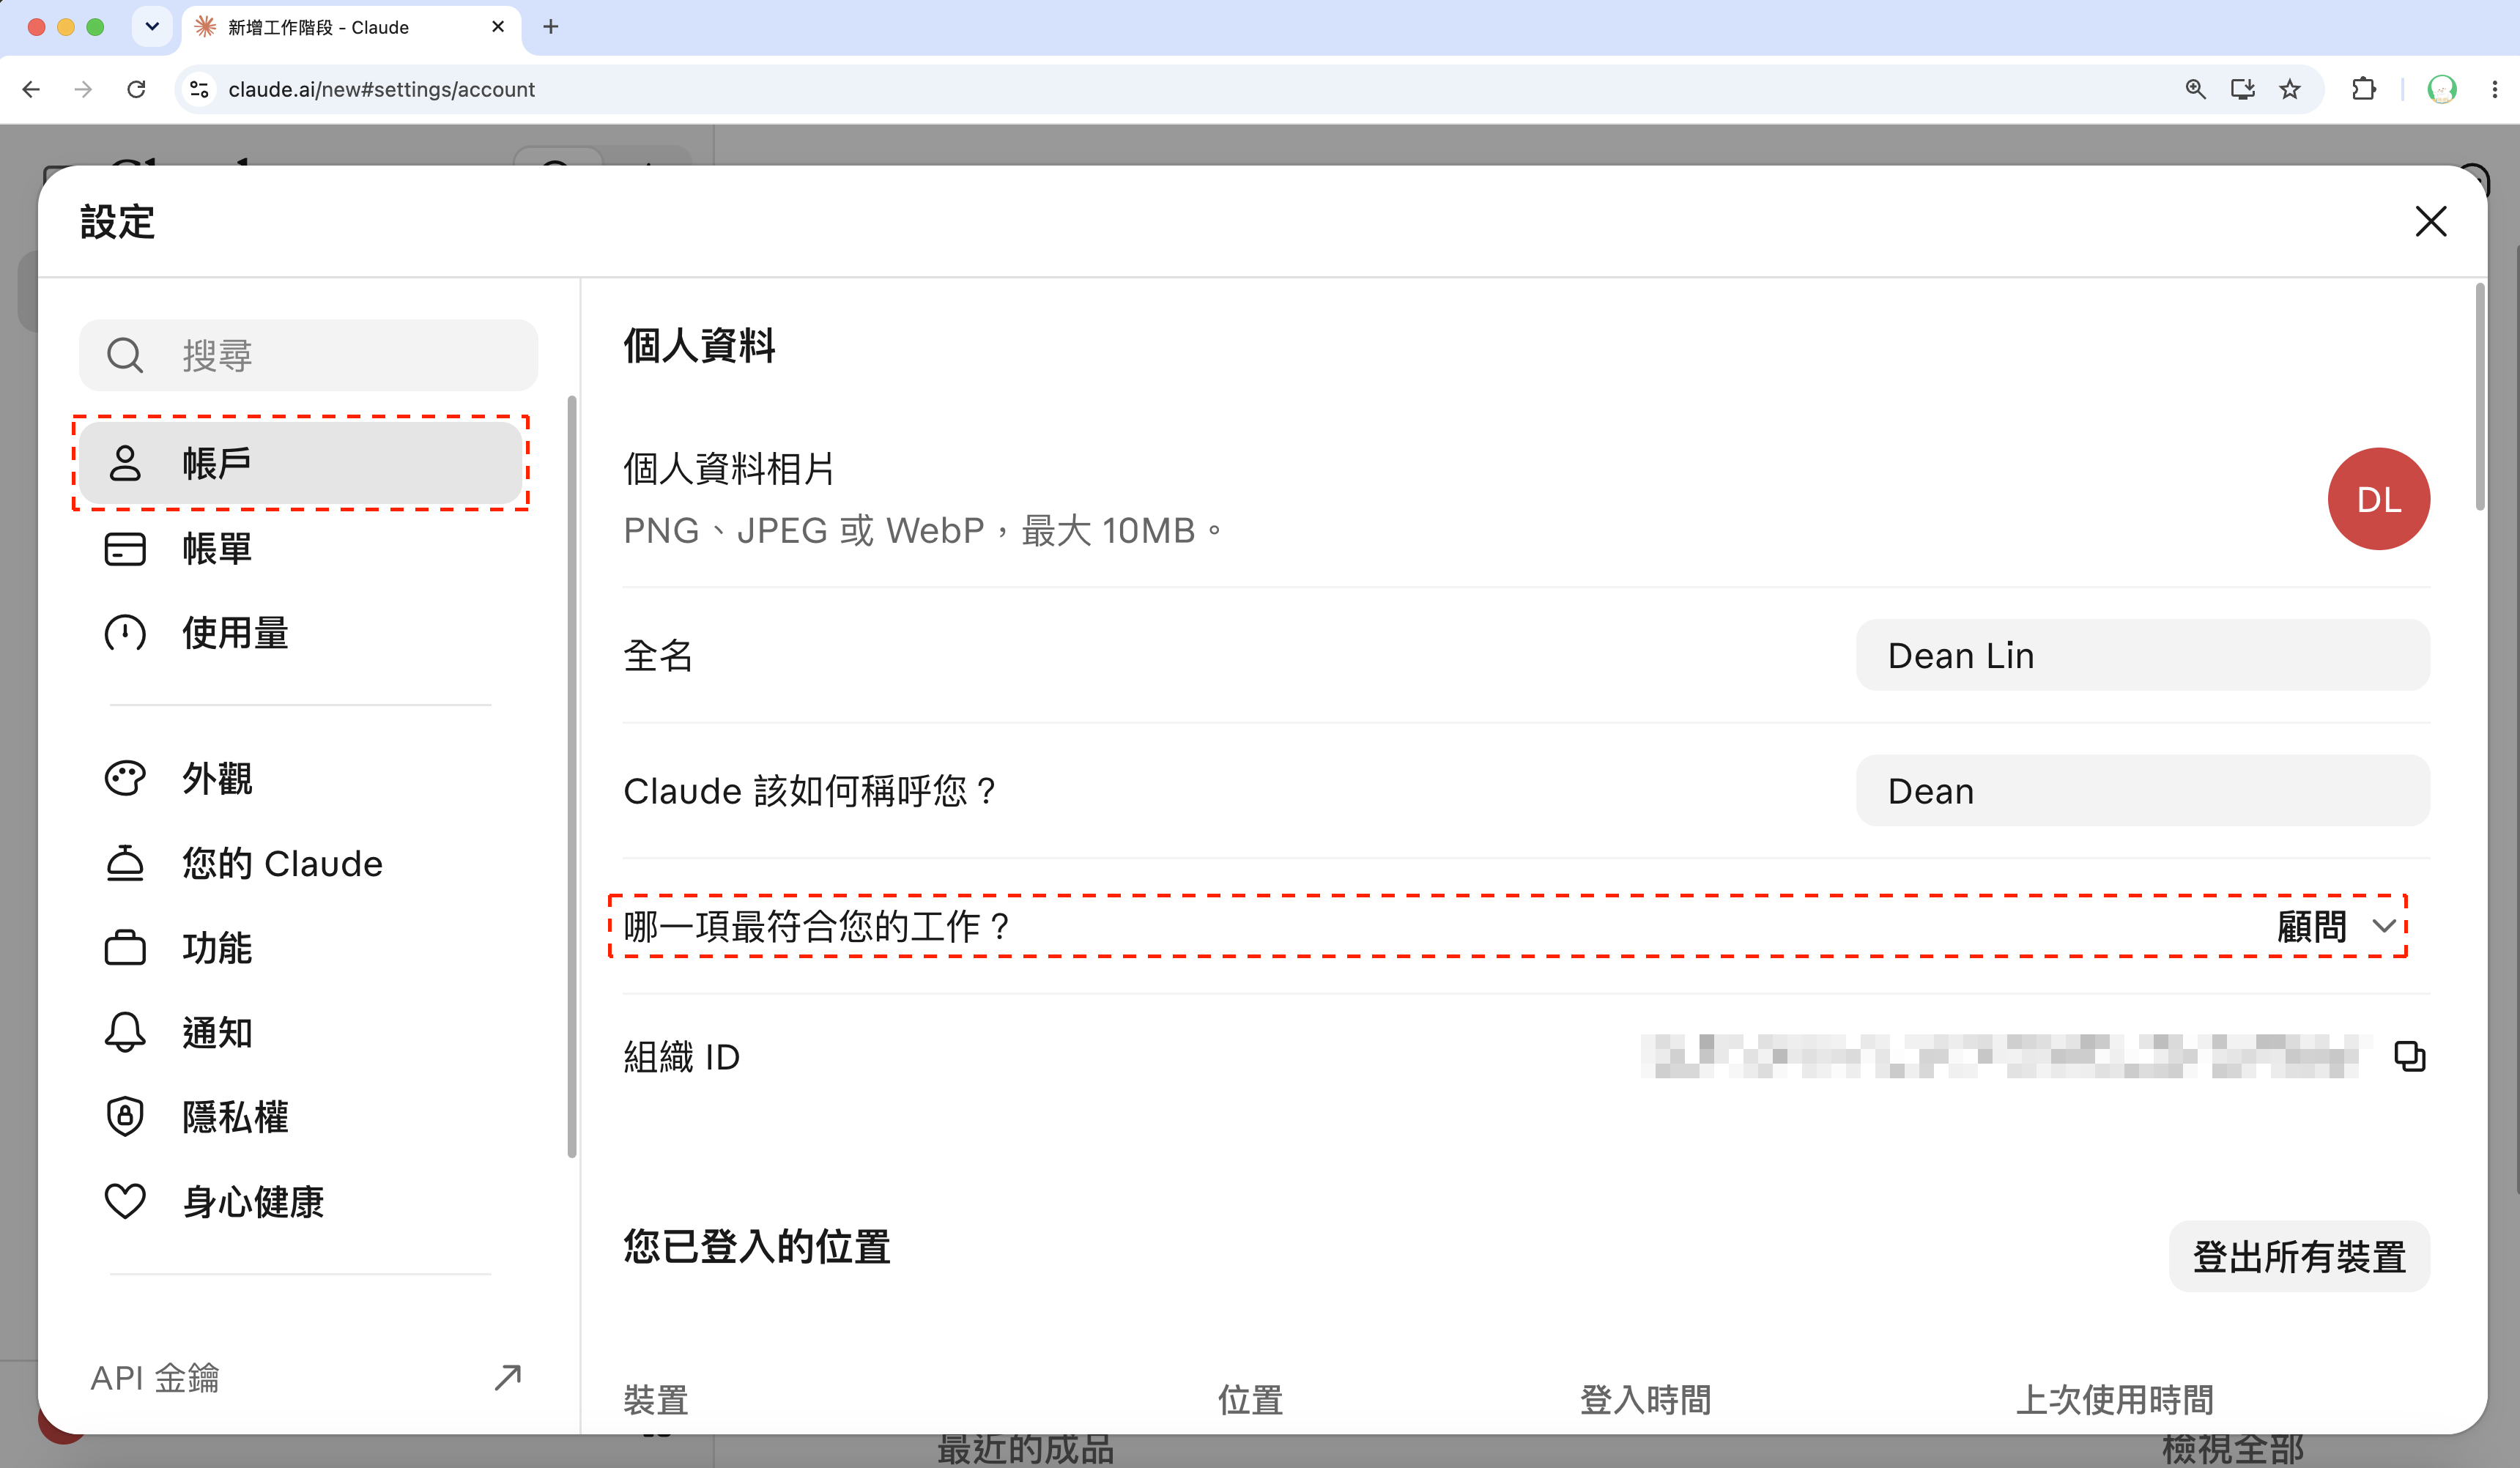 新增工作階段 - Claude
claude.ai/new#settings/account
設定
搜尋
帳戶
帳單
使用量
外觀
您的 Claude
功能
通知
隱私權
身心健康
API 金鑰
個人資料
個人資料相片
PNG、JPEG 或 WebP，最大 10MB。
DL
全名
Dean Lin
Claude 該如何稱呼您？
Dean
哪一項最符合您的工作？
顧問
組織 ID
您已登入的位置
登出所有裝置
裝置
位置
登入時間
上次使用時間
最近的成品
檢視全部